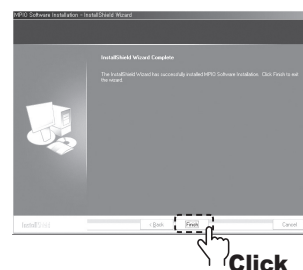 MPIO Software Installation - InstallShield Wizard
InstallShield Wizard Complete
The InstallShield Wizard has successfully installed MPIO Software Installation. Click Finish to exit
the wizard.
InstallShield
< Back
Finish
Cancel
Click